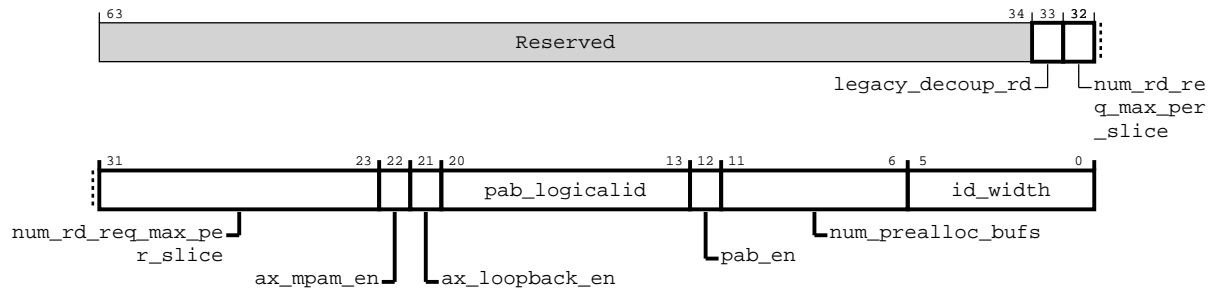 63 34 33 32
Reserved
legacy_decoup_rd num_rd_re
q_max_per
_slice
31 23 22 21 20 13 12 11 6 5 0
pab_logicalid id_width
num_rd_req_max_pe
r_slice
num_prealloc_bufs
pab_en
ax_mpam_en ax_loopback_en